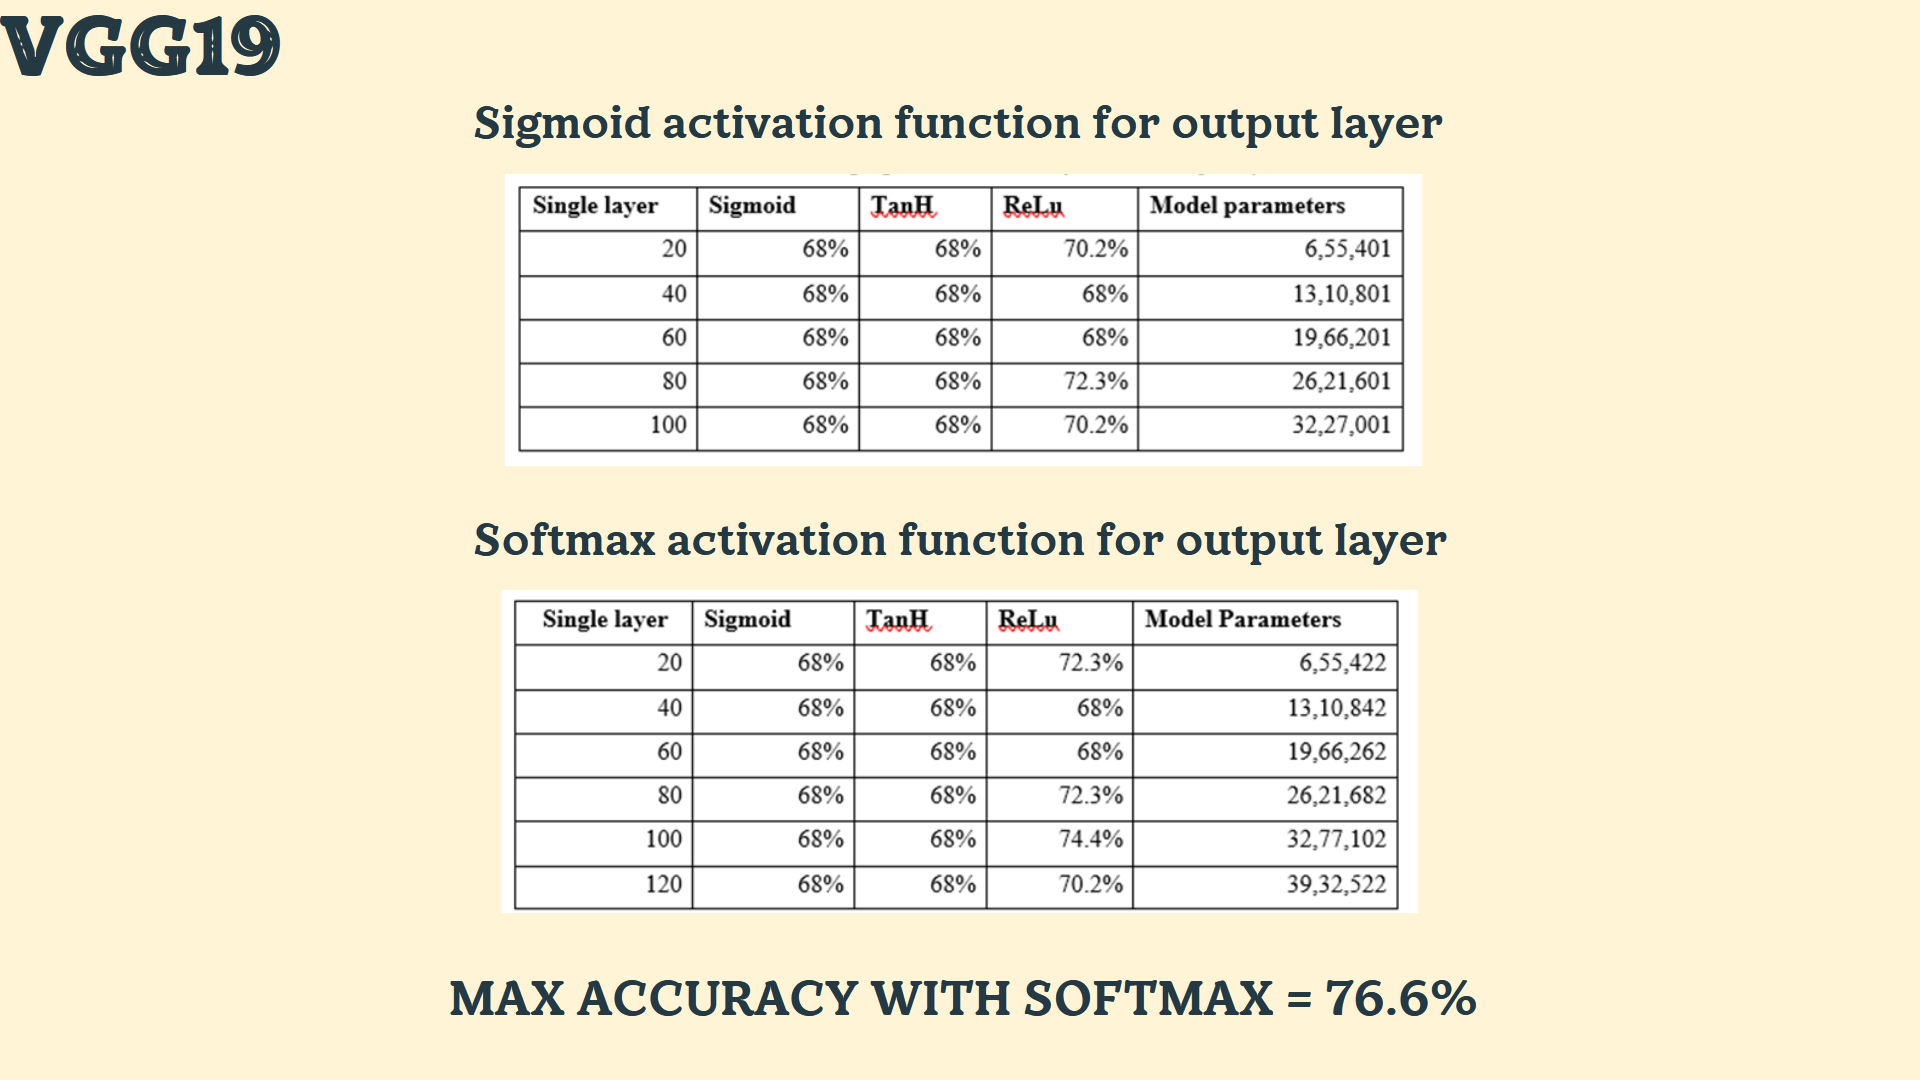 VGG19
Sigmoid activation function for output layer
Single layer Sigmoid TanH ReLu Model parameters
20 68% 68% 70.2% 6,55,401
40 68% 68% 68% 13,10,801
60 68% 68% 68% 19,66,201
80 68% 68% 72.3% 26,21,601
100 68% 68% 70.2% 32,27,001
Softmax activation function for output layer
Single layer Sigmoid TanH ReLu Model Parameters
20 68% 68% 72.3% 6,55,422
40 68% 68% 68% 13,10,842
60 68% 68% 68% 19,66,262
80 68% 68% 72.3% 26,21,682
100 68% 68% 74.4% 32,77,102
120 68% 68% 70.2% 39,32,522
MAX ACCURACY WITH SOFTMAX = 76.6%